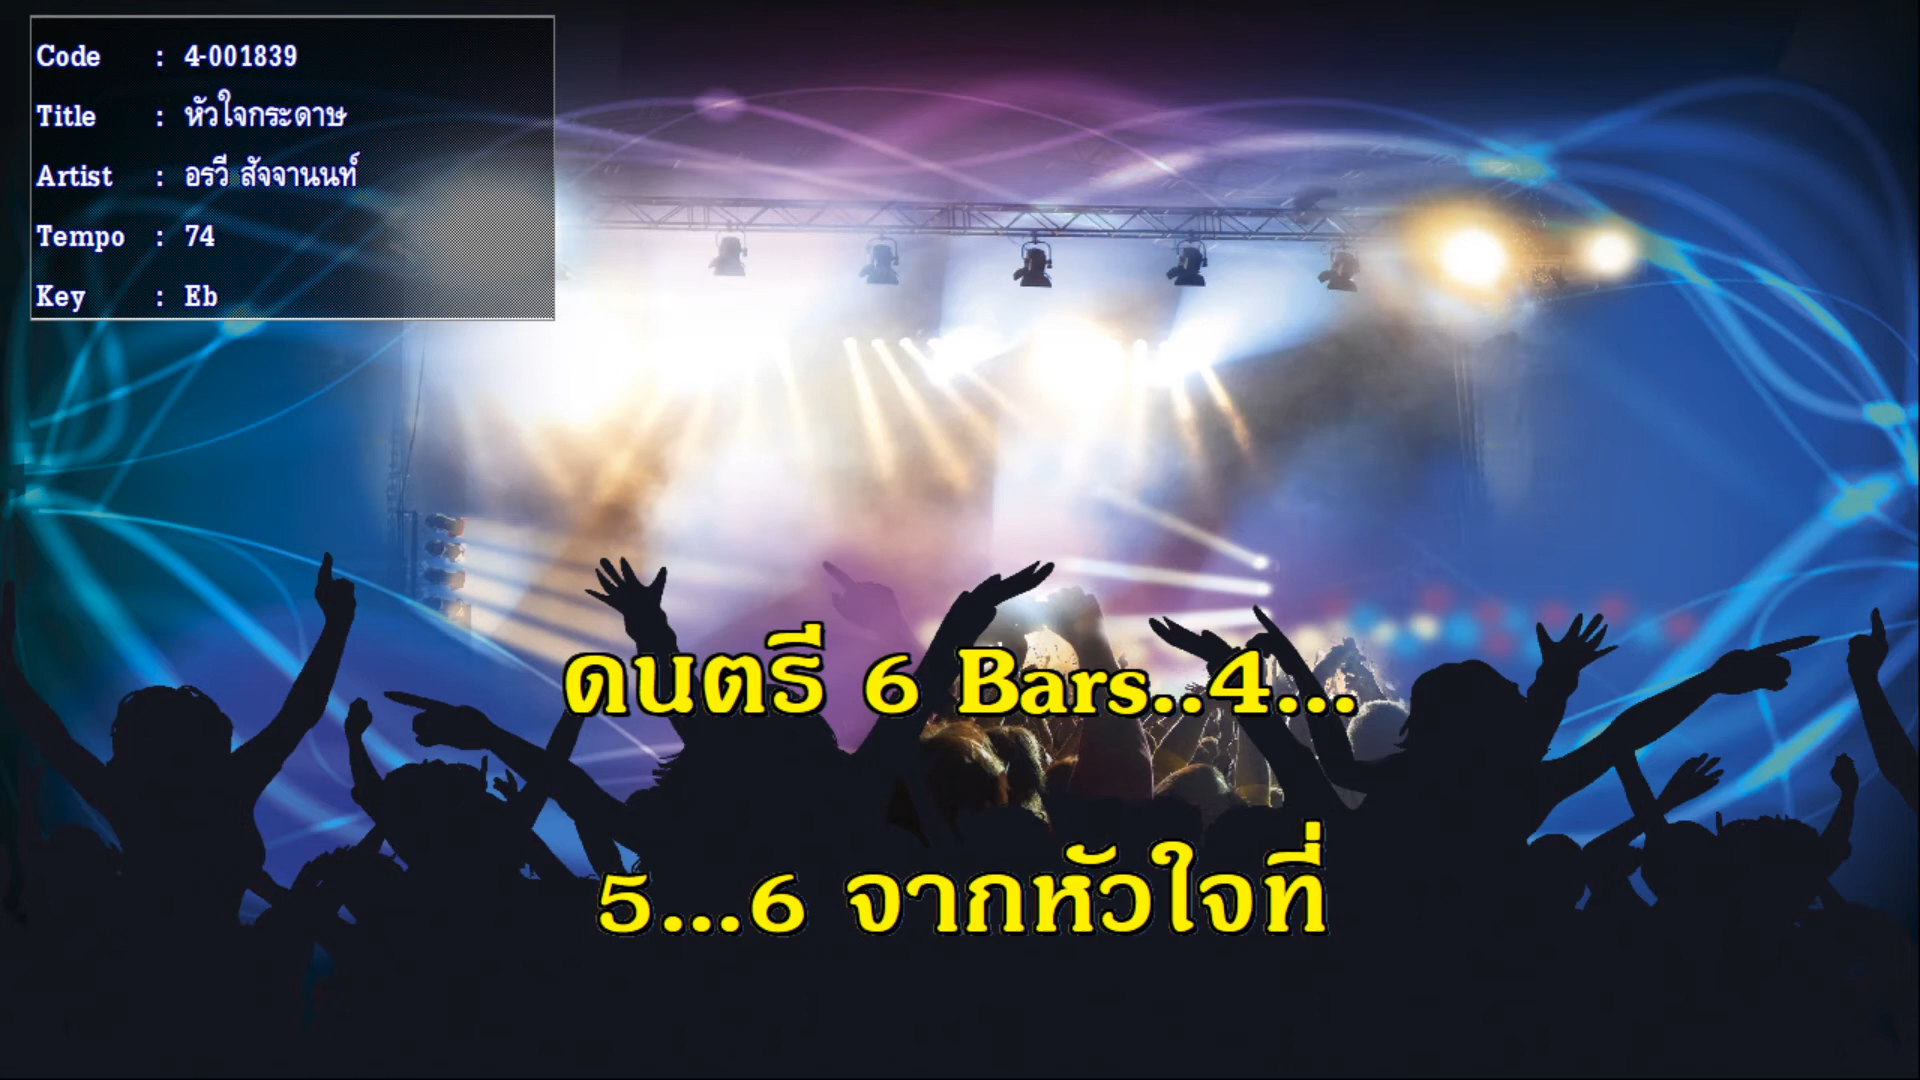 Code : 4-001839
Title : หัวใจกระดาษ
Artist : อรวี สัจจานนท์
Tempo : 74
Key : Eb
ดนตรี 6 Bars..4...
5...6 จากหัวใจที่